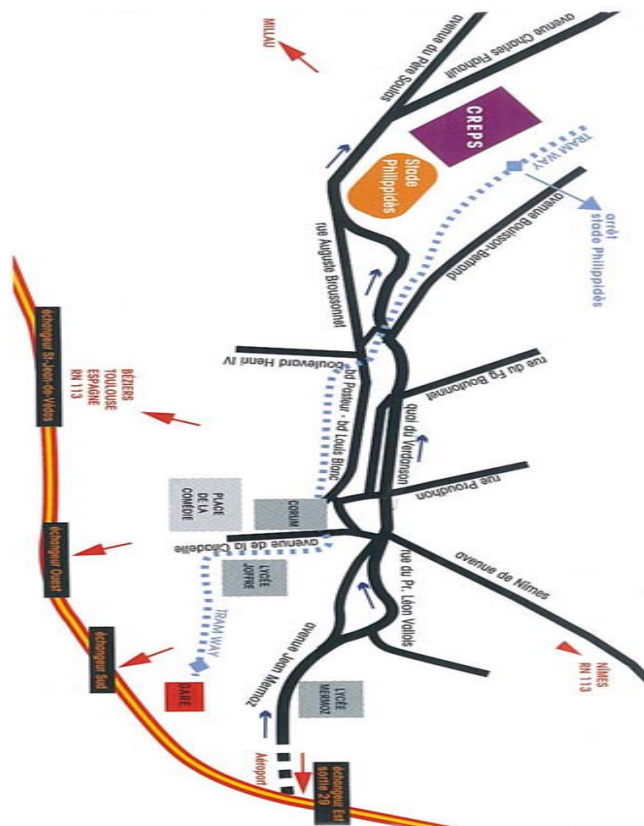 MILLAU
avenue du Père Soulas
avenue Charles Flahault
CREPS
Stade
Philippidès
TRAM WAY
arrêt
stade Philippidès
avenue Bouisson-Bertrand
rue Auguste Broussonnet
boulevard Henri IV
bd Pasteur - bd Louis Blanc
rue du Fg Boutonnet
quai du Verdanson
rue Proudhon
échangeur St-Jean-de-Védas
BÉZIERS
TOULOUSE
ESPAGNE
RN 113
PLACE
DE LA
COMÉDIE
CORUM
avenue de la Citadelle
LYCÉE
JOFFRE
rue du Pr. Léon Vallois
avenue de Nîmes
NÎMES
RN 113
échangeur Ouest
échangeur Sud
TRAM WAY
GARE
avenue Jean Mermoz
LYCÉE
MERMOZ
Aéroport
échangeur Est
sortie 29